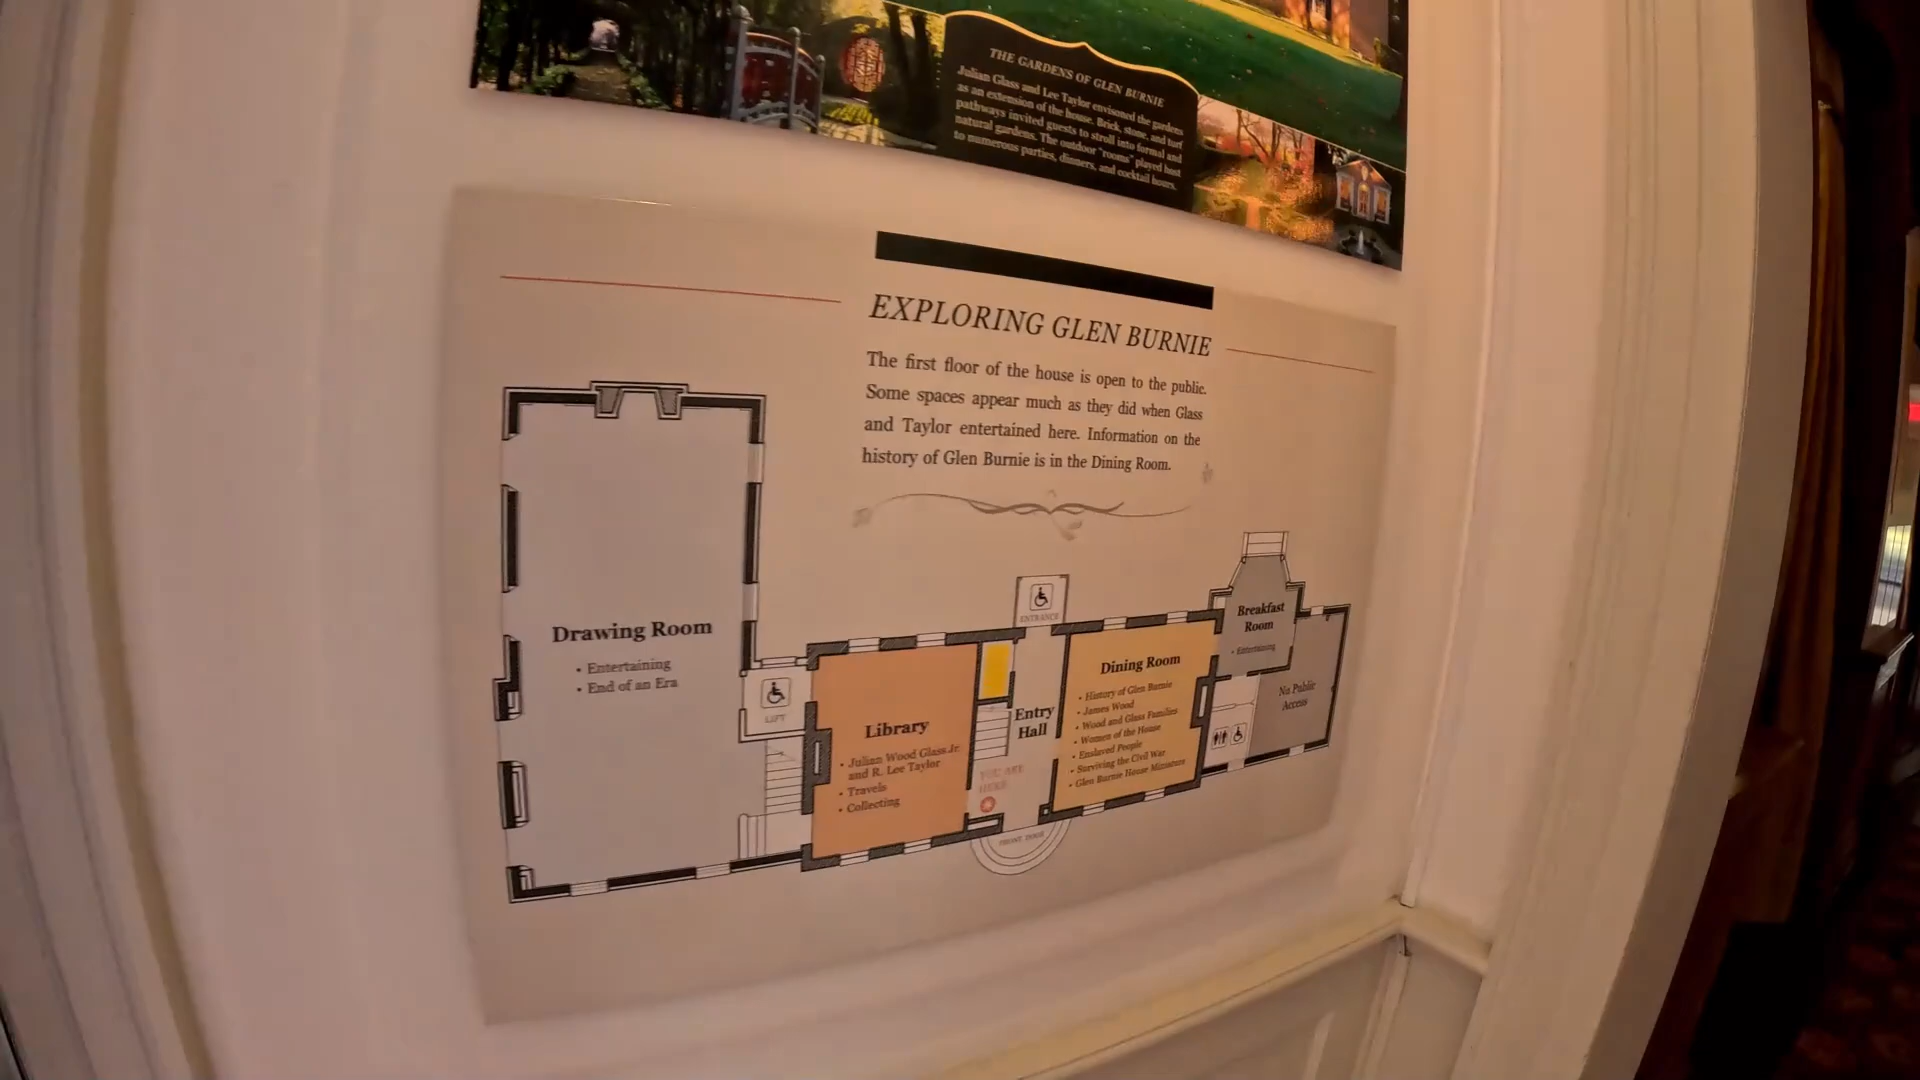 THE GARDENS OF GLEN BURNIE
Julian Glass and Lee Taylor envisoned the gardens
as an extension of the house. Brick, stone, and turf
pathways invited guests to stroll into formal and
natural gardens. The outdoor "rooms" played host
to numerous parties, dinners, and cocktail hours.
EXPLORING GLEN BURNIE
The first floor of the house is open to the public.
Some spaces appear much as they did when Glass
and Taylor entertained here. Information on the
history of Glen Burnie is in the Dining Room.
Drawing Room
• Entertaining
• End of an Era
LIFT
Library
• Julian Wood Glass Jr.
and R. Lee Taylor
• Travels
• Collecting
ENTRANCE
Entry
Hall
YOU ARE
HERE
FRONT DOOR
Dining Room
• History of Glen Burnie
• James Wood
• Wood and Glass Families
• Women of the House
• Enslaved People
• Surviving the Civil War
• Glen Burnie House Miniature
Breakfast
Room
• Entertaining
No Public
Access